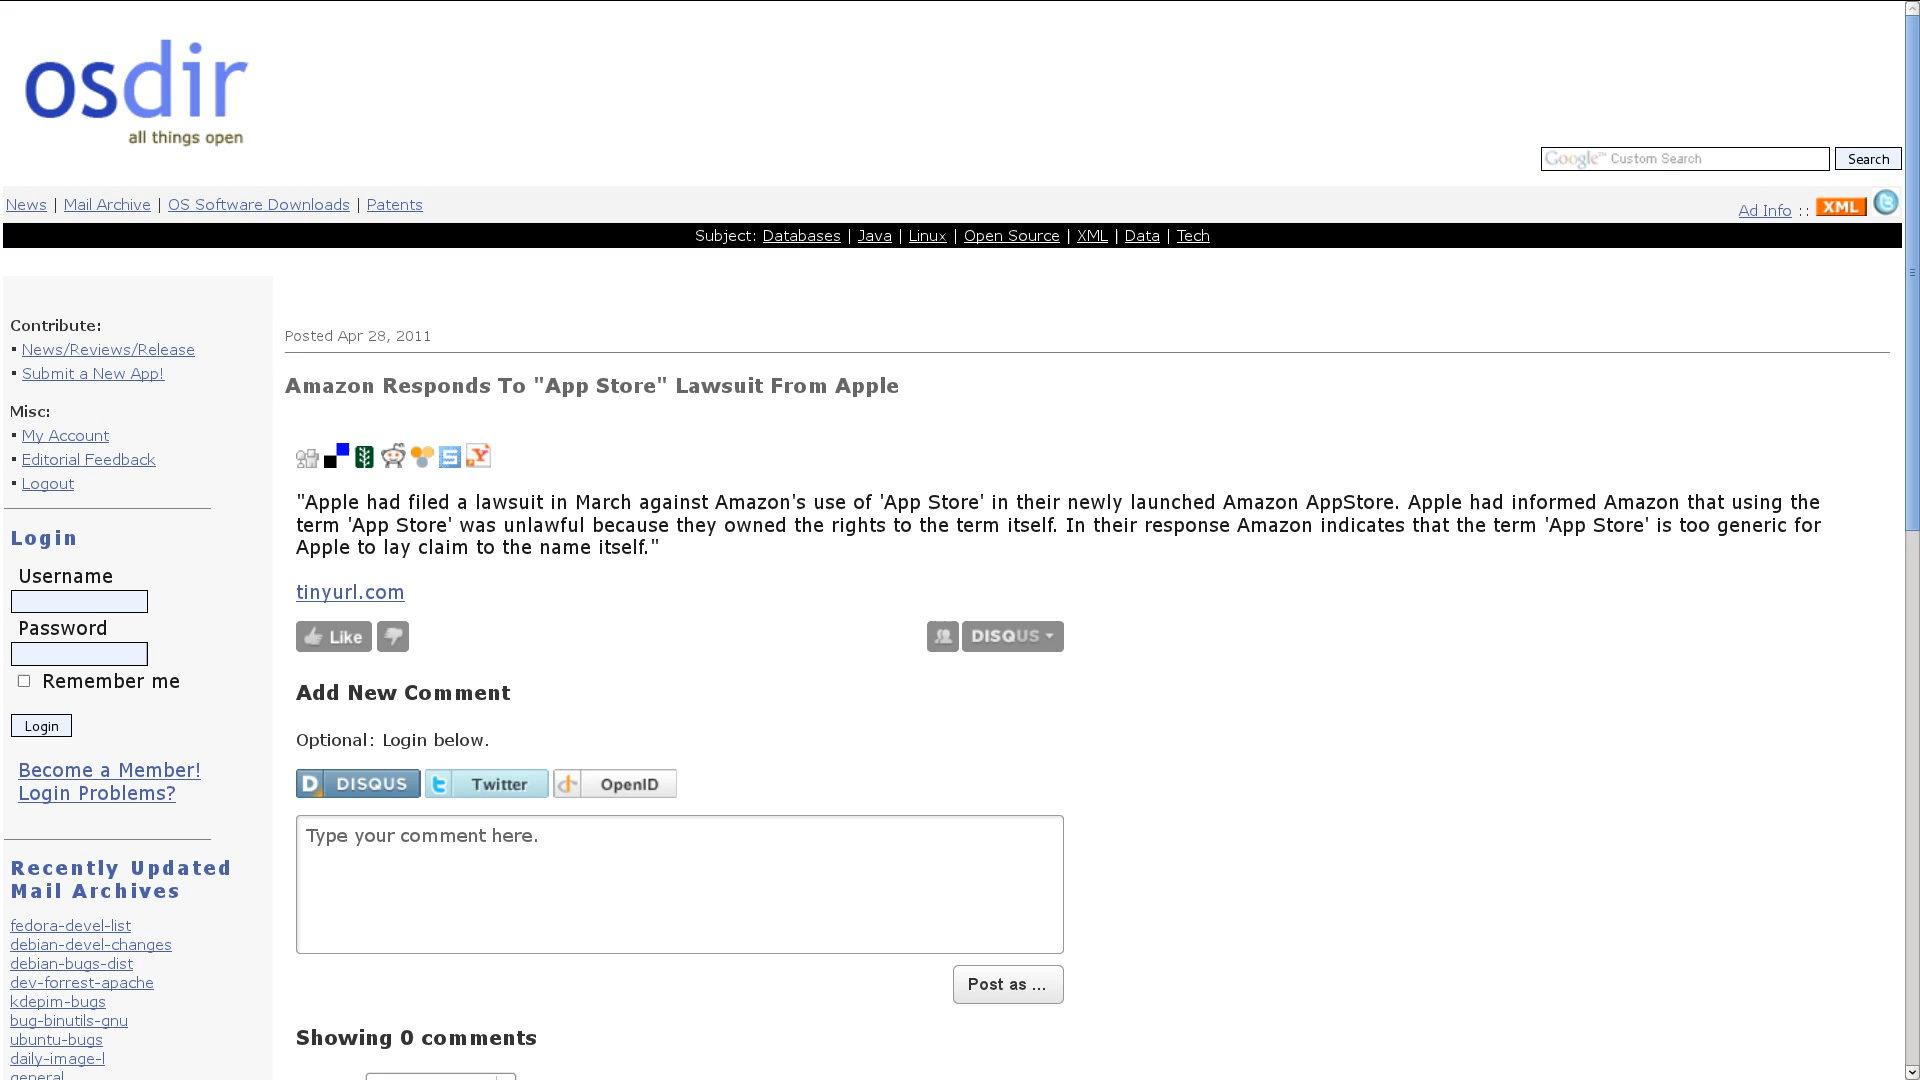 osdir
all things open
Google™ Custom Search
Search
News | Mail Archive | OS Software Downloads | Patents
Ad Info :: XML
Subject: Databases | Java | Linux | Open Source | XML | Data | Tech
Contribute:
News/Reviews/Release
Submit a New App!
Misc:
My Account
Editorial Feedback
Logout
Login
Username
Password
Remember me
Login
Become a Member!
Login Problems?
Recently Updated
Mail Archives
fedora-devel-list
debian-devel-changes
debian-bugs-dist
dev-forrest-apache
kdepim-bugs
bug-binutils-gnu
ubuntu-bugs
daily-image-l
general
Posted Apr 28, 2011
Amazon Responds To "App Store" Lawsuit From Apple
"Apple had filed a lawsuit in March against Amazon's use of 'App Store' in their newly launched Amazon AppStore. Apple had informed Amazon that using the
term 'App Store' was unlawful because they owned the rights to the term itself. In their response Amazon indicates that the term 'App Store' is too generic for
Apple to lay claim to the name itself."
tinyurl.com
Like
DISQUS
Add New Comment
Optional: Login below.
D DISQUS
Twitter
OpenID
Type your comment here.
Post as ...
Showing 0 comments